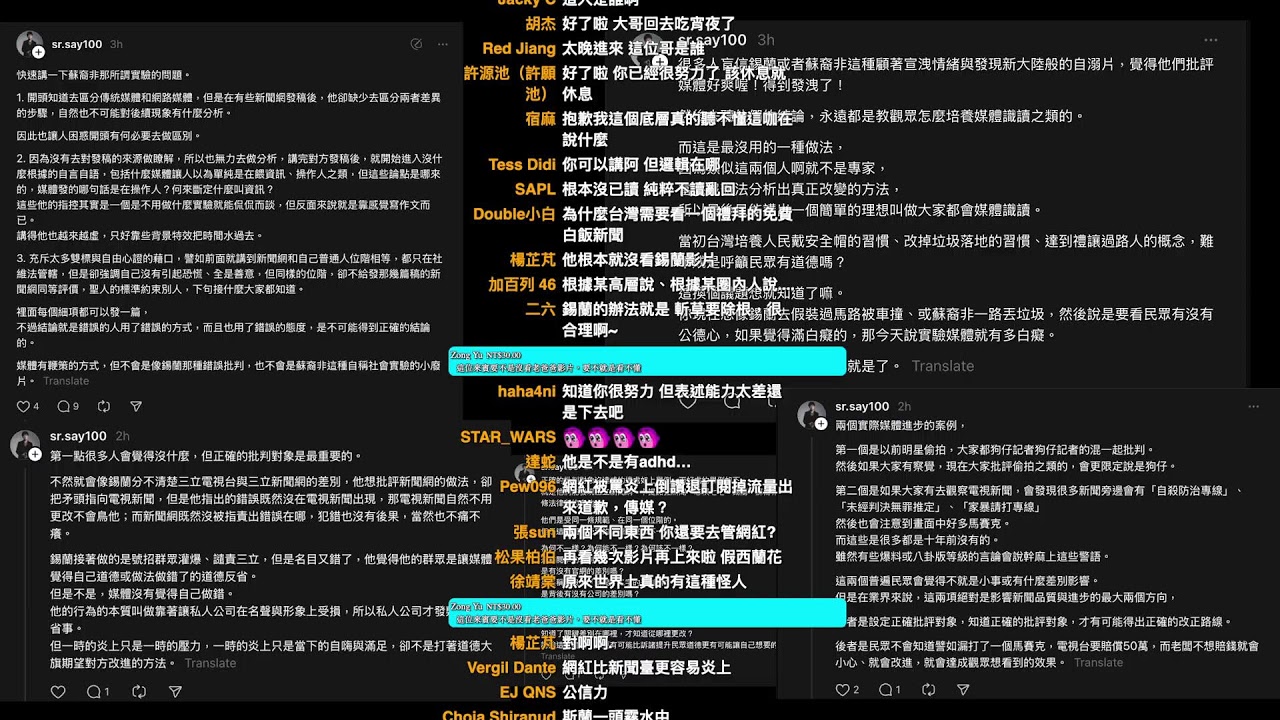 sr.say100 3h
快速講一下蘇裔非那所謂實驗的問題。
1. 開頭知道去區分傳統媒體和網路媒體，但是在有些新聞網發稿後，他卻缺少去區分兩者差異
的步驟，自然也不可能對後續現象有什麼分析。
因此也讓人困惑開頭有何必要去做區別。
2. 因為沒有去對發稿的來源做瞭解，所以也無力去做分析，講完對方發稿後，就開始進入沒什
麼根據的自言自語，包括什麼媒體讓人以為單純是在餵資訊、操作人之類，但這些論點是哪來
的，媒體發的哪句話是在操作人？何來斷定什麼叫資訊？
這些他的指控其實是一個是不用做什麼實驗就能侃侃而談，但反面來說就是靠感覺寫作文而
已。
講得他也越來越虛，只好靠些背景特效把時間水過去。
3. 充斥太多雙標與自由心證的藉口，譬如前面就講到新聞網和自己普通人位階相等，都只在社
維法管轄，但是卻強調自己沒有引起恐慌、全是善意，但同樣的位階，卻不給發那幾篇稿的新
聞網同等評價，聖人的標準約束別人，下句接什麼大家都知道。
裡面每個細項都可以發一篇，
不過結論就是錯誤的人用了錯誤的方式，而且也用了錯誤的態度，是不可能得到正確的結論
的。
媒體有鞭策的方式，但不會是像錫蘭那種錯誤批判，也不會是蘇裔非這種自稱社會實驗的小廢
片。 Translate
4 9
sr.say100 2h
第一點很多人會覺得沒什麼，但正確的批判對象是最重要的。
不然就會像錫蘭分不清楚三立電視台與三立新聞網的差別，他想批評新聞網的做法，卻
把矛頭指向電視新聞，但是他指出的錯誤既然沒在電視新聞出現，那電視新聞自然不用
更改不會鳥他；而新聞網既然沒被指責出錯誤在哪，犯錯也沒有後果，當然也不痛不
癢。
錫蘭接著做的是號招群眾灌爆、譴責三立，但是名目又錯了，他覺得他的群眾是讓媒體
覺得自己道德或做法做錯了的道德反省。
但是不是，媒體沒有覺得自己做錯。
他的行為的本質叫做靠著讓私人公司在名聲與形象上受損，所以私人公司才發
省事。
但一時的炎上只是一時的壓力，一時的炎上只是當下的自嗨與滿足，卻不是打著道德大
旗期望對方改進的方法。 Translate
1
Jacky C 這人是誰啊
胡杰 好了啦 大哥回去吃宵夜了
Red Jiang 太晚進來 這位哥是誰
許源池（許願池） 好了啦 你已經很努力了 該休息就
休息
宿麻 抱歉我這個底層真的聽不懂這咖在
說什麼
Tess Didi 你可以講阿 但邏輯在哪
SAPL 根本沒已讀 純粹不讀亂回
Double小白 為什麼台灣需要看一個禮拜的免費
白飯新聞
楊芷芃 他根本就沒看錫蘭影片
加百列 46 根據某高層說、根據某圈內人說...
二六 錫蘭的辦法就是 斬草要除根，很
合理啊~
Zong Yu NT$30.00
這位來賓要不是沒看老爸爸影片，要不就是看不懂
haha4ni 知道你很努力 但表述能力太差還
是下去吧
STAR_WARS
達蛇 他是不是有adhd...
Pew096 網紅被罵炎上倒讚退訂閱掉流量出
來道歉，傳媒？
張sun 兩個不同東西 你還要去管網紅?
松果柏伯 再看幾次影片再上來啦 假西蘭花
徐靖棠 原來世界上真的有這種怪人
Zong Yu NT$30.00
這位來賓要不是沒看老爸爸影片，要不就是看不懂
楊芷芃 對啊啊..
Vergil Dante 網紅比新聞臺更容易炎上
EJ QNS 公信力
Choja Shiranud 斯蘭一頭霧水中
sr.say100 3h
很多人盲信錫蘭或者蘇裔非這種顧著宣洩情緒與發現新大陸般的自溺片，覺得他們批評
媒體好爽喔！得到發洩了！
論，永遠都是教觀眾怎麼培養媒體識讀之類的。
而這是最沒用的一種做法，
類似這兩個人啊就不是專家，
法分析出真正改變的方法，
一個簡單的理想叫做大家都會媒體識讀。
當初台灣培養人民戴安全帽的習慣、改掉垃圾落地的習慣、達到禮讓過路人的概念，難
是呼籲民眾有道德嗎？
這換個議題想就知道了嘛。
錫蘭去假裝過馬路被車撞、或蘇裔非一路丟垃圾，然後說是要看民眾有沒有
公德心，如果覺得滿白癡的，那今天說實驗媒體就有多白癡。
就是了。 Translate
sr.say100 2h
兩個實際媒體進步的案例，
第一個是以前明星偷拍，大家都狗仔記者狗仔記者的混一起批判。
然後如果大家有察覺，現在大家批評偷拍之類的，會更限定說是狗仔。
第二個是如果大家有去觀察電視新聞，會發現很多新聞旁邊會有「自殺防治專線」、
「未經判決無罪推定」、「家暴請打專線」
然後也會注意到畫面中好多馬賽克。
而這些是很多都是十年前沒有的。
雖然有些爆料或八卦版等級的言論會說幹麻上這些警語。
這兩個普遍民眾會覺得不就是小事或有什麼差別影響。
但是在業界來說，這兩項絕對是影響新聞品質與進步的最大兩個方向，
者是設定正確批評對象，知道正確的批評對象，才有可能得出正確的改正路線。
後者是民眾不會知道譬如漏打了一個馬賽克，電視台要賠償50萬，而老闆不想賠錢就會
小心、就會改進，就會達成觀眾想看到的效果。 Translate
2 1